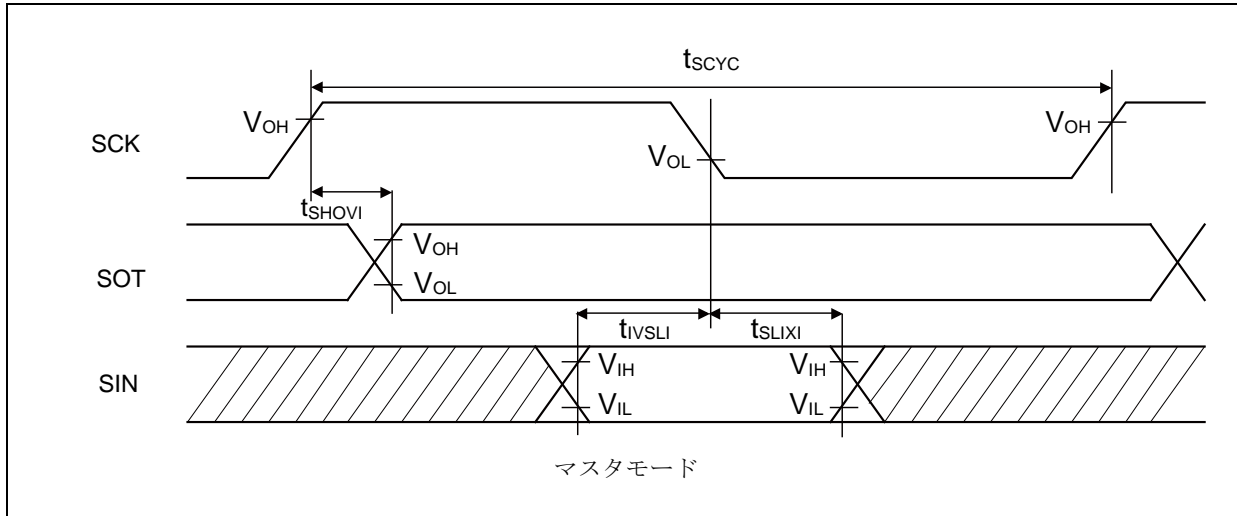 tSCYC
SCK
VOH
VOL
VOH
tSHOVI
SOT
VOH
VOL
tIVSLI
tSLIXI
SIN
VIH
VIH
VIL
VIL
マスタモード